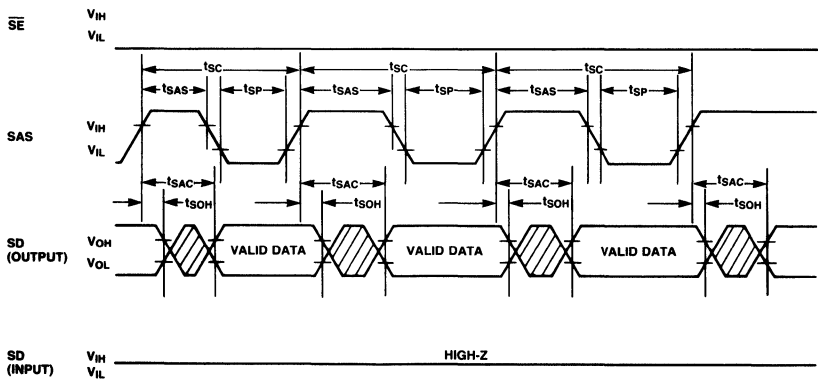 SE VIH
VIL
tSC tSC tSC
tSAS tSP tSAS tSP tSAS tSP
SAS VIH
VIL
tSAC tSAC tSAC tSAC
tSOH tSOH tSOH tSOH
SD (OUTPUT) VOH
VOL
VALID DATA VALID DATA VALID DATA
SD (INPUT) VIH
VIL
HIGH-Z